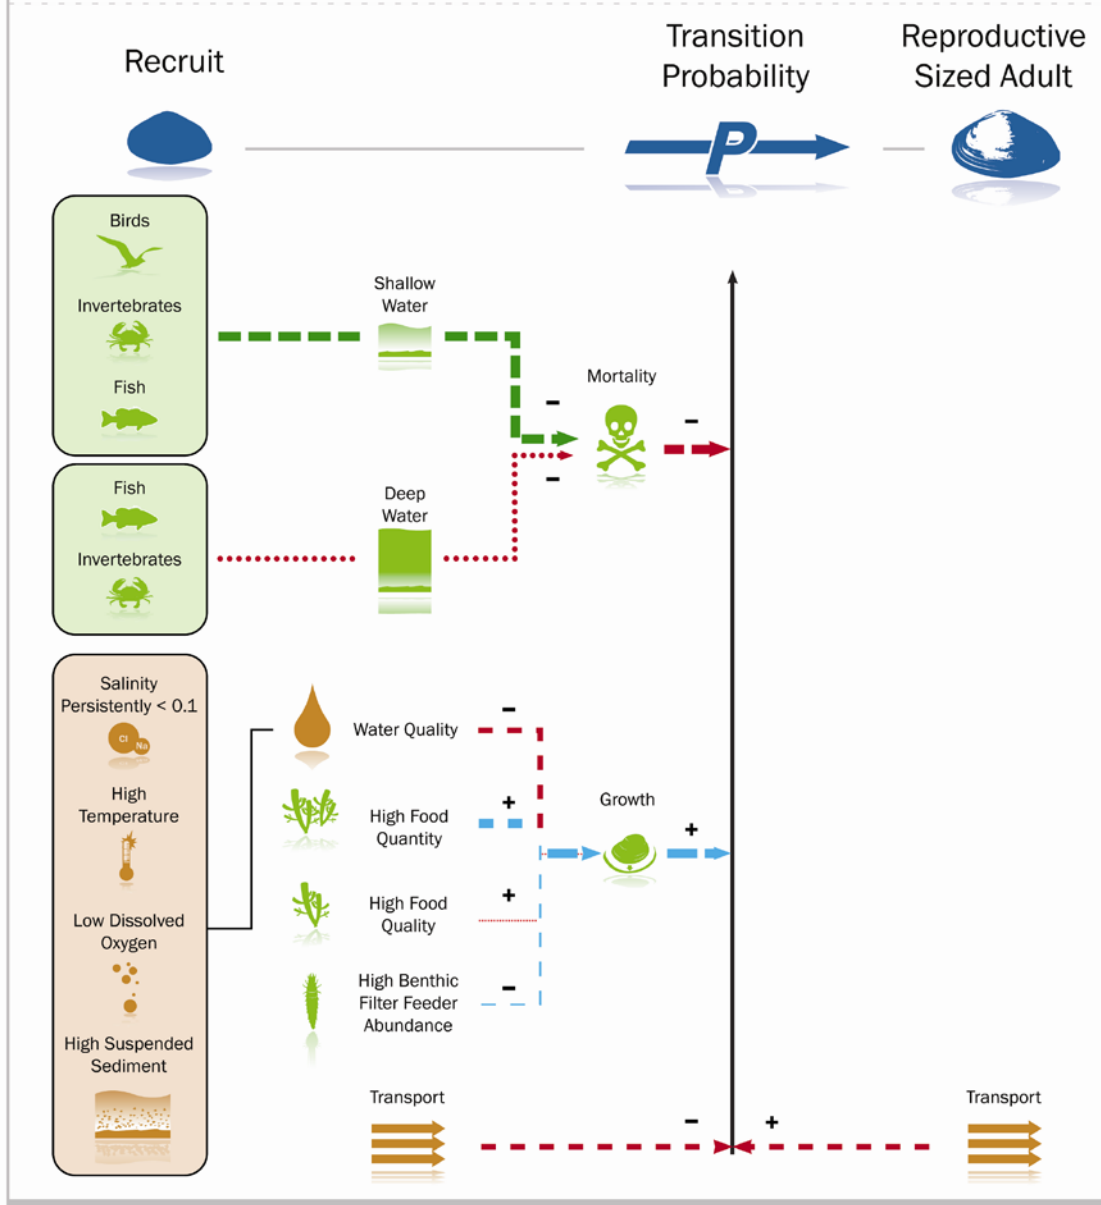 Recruit
Transition
Probability
Reproductive
Sized Adult
P
Birds
Invertebrates
Fish
Shallow
Water
–
Mortality
–
Fish
Invertebrates
Deep
Water
–
Salinity
Persistently < 0.1
Cl
Na
High
Temperature
Low Dissolved
Oxygen
High Suspended
Sediment
Water Quality
–
High Food
Quantity
+
High Food
Quality
+
High Benthic
Filter Feeder
Abundance
–
Growth
+
Transport
–
+
Transport